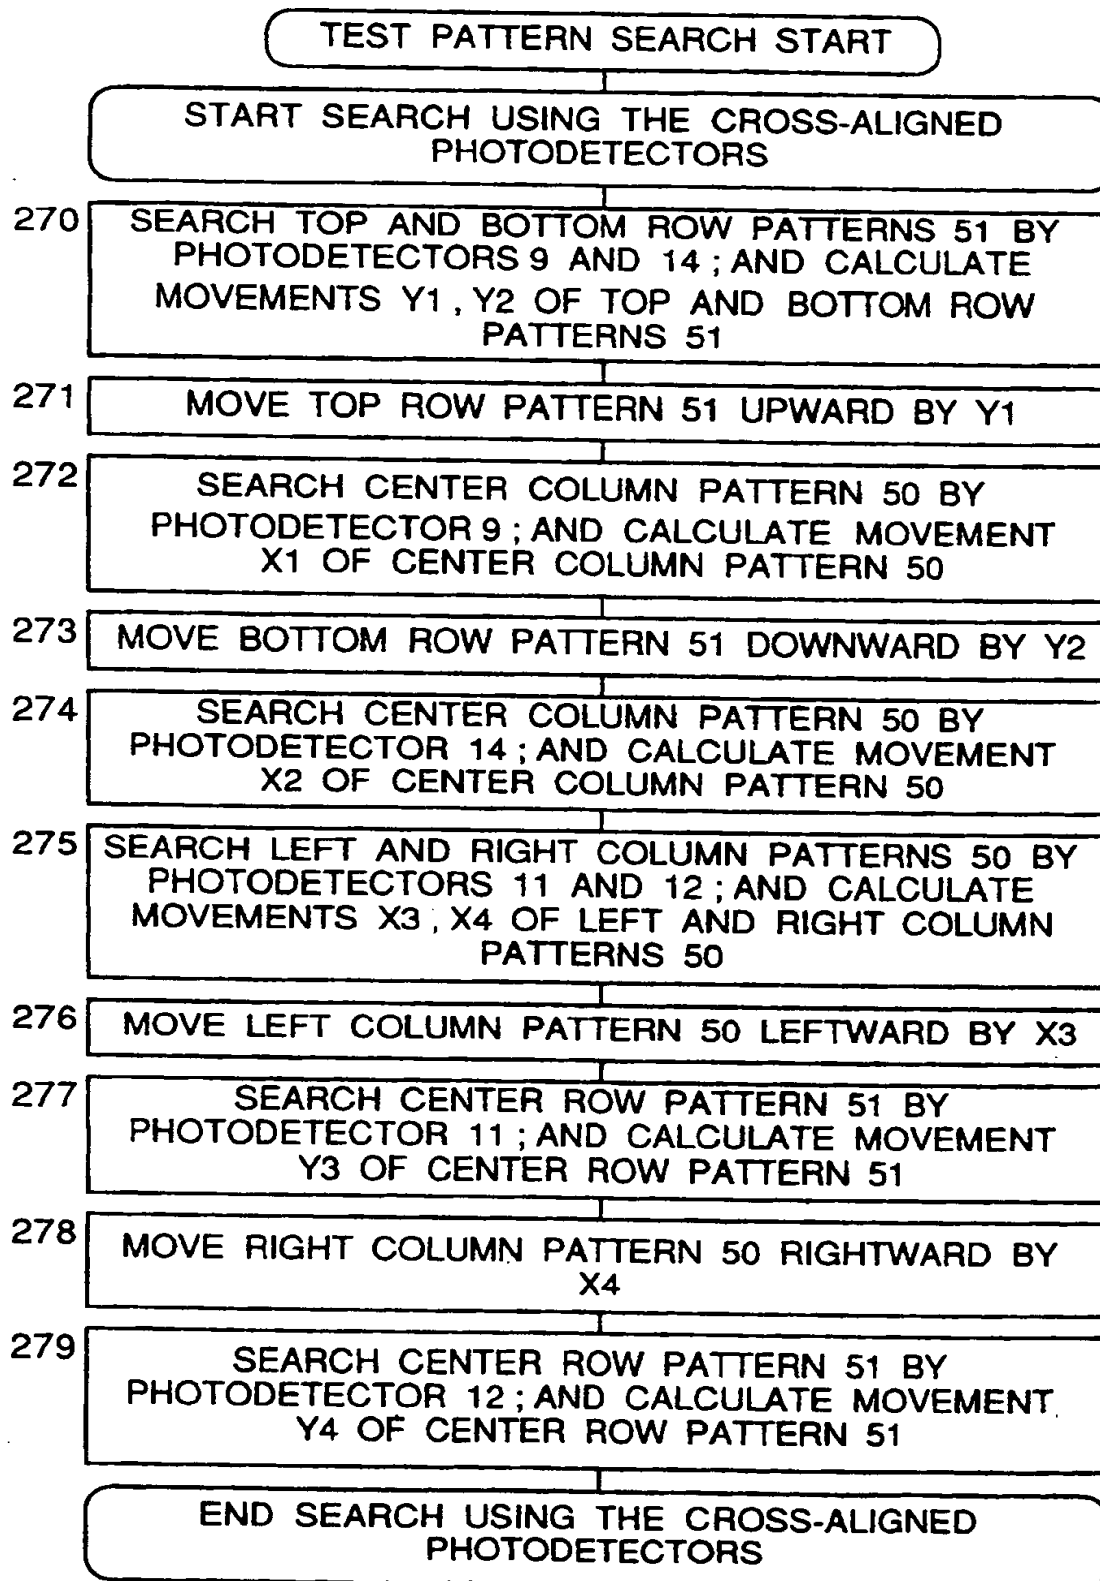 TEST PATTERN SEARCH START
START SEARCH USING THE CROSS-ALIGNED
PHOTODETECTORS
270
SEARCH TOP AND BOTTOM ROW PATTERNS 51 BY
PHOTODETECTORS 9 AND 14 ; AND CALCULATE
MOVEMENTS Y1 , Y2 OF TOP AND BOTTOM ROW
PATTERNS 51
271
MOVE TOP ROW PATTERN 51 UPWARD BY Y1
272
SEARCH CENTER COLUMN PATTERN 50 BY
PHOTODETECTOR 9 ; AND CALCULATE MOVEMENT
X1 OF CENTER COLUMN PATTERN 50
273
MOVE BOTTOM ROW PATTERN 51 DOWNWARD BY Y2
274
SEARCH CENTER COLUMN PATTERN 50 BY
PHOTODETECTOR 14 ; AND CALCULATE MOVEMENT
X2 OF CENTER COLUMN PATTERN 50
275
SEARCH LEFT AND RIGHT COLUMN PATTERNS 50 BY
PHOTODETECTORS 11 AND 12 ; AND CALCULATE
MOVEMENTS X3 , X4 OF LEFT AND RIGHT COLUMN
PATTERNS 50
276
MOVE LEFT COLUMN PATTERN 50 LEFTWARD BY X3
277
SEARCH CENTER ROW PATTERN 51 BY
PHOTODETECTOR 11 ; AND CALCULATE MOVEMENT
Y3 OF CENTER ROW PATTERN 51
278
MOVE RIGHT COLUMN PATTERN 50 RIGHTWARD BY
X4
279
SEARCH CENTER ROW PATTERN 51 BY
PHOTODETECTOR 12 ; AND CALCULATE MOVEMENT
Y4 OF CENTER ROW PATTERN 51
END SEARCH USING THE CROSS-ALIGNED
PHOTODETECTORS